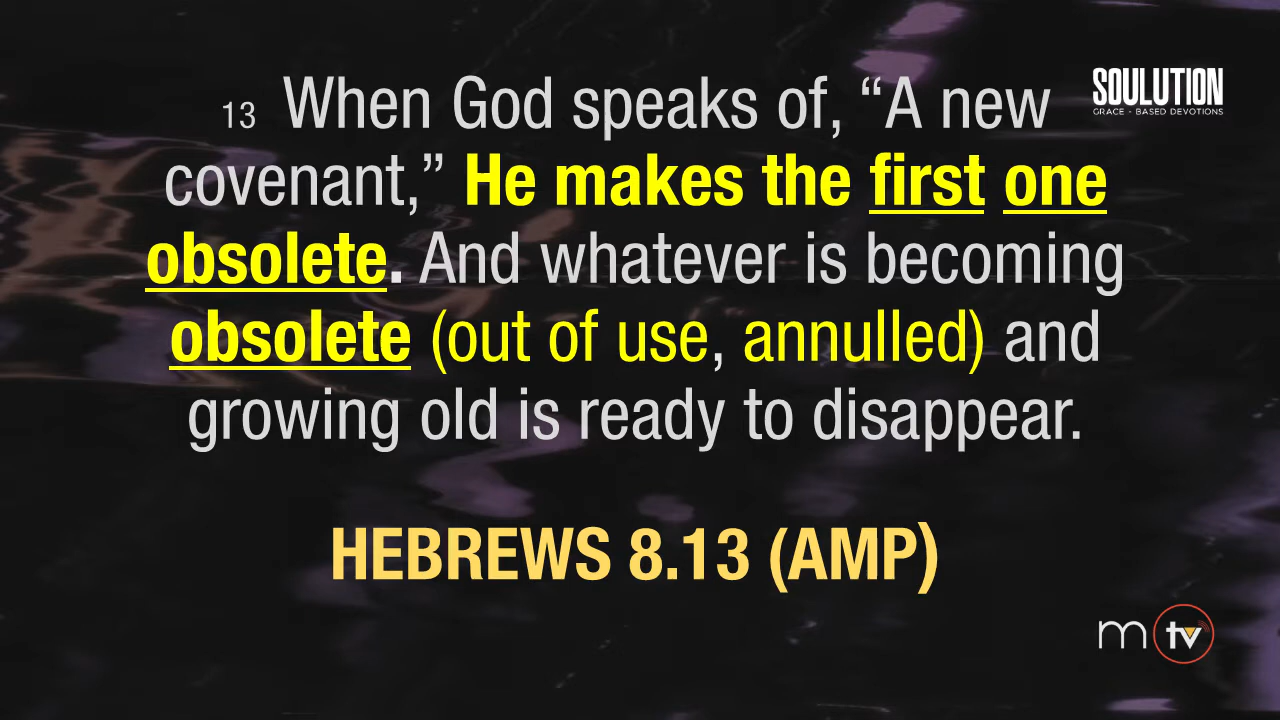 13 When God speaks of, “A new
covenant,” He makes the first one
obsolete. And whatever is becoming
obsolete (out of use, annulled) and
growing old is ready to disappear.
HEBREWS 8.13 (AMP)
SOULUTION
GRACE - BASED DEVOTIONS
m tv